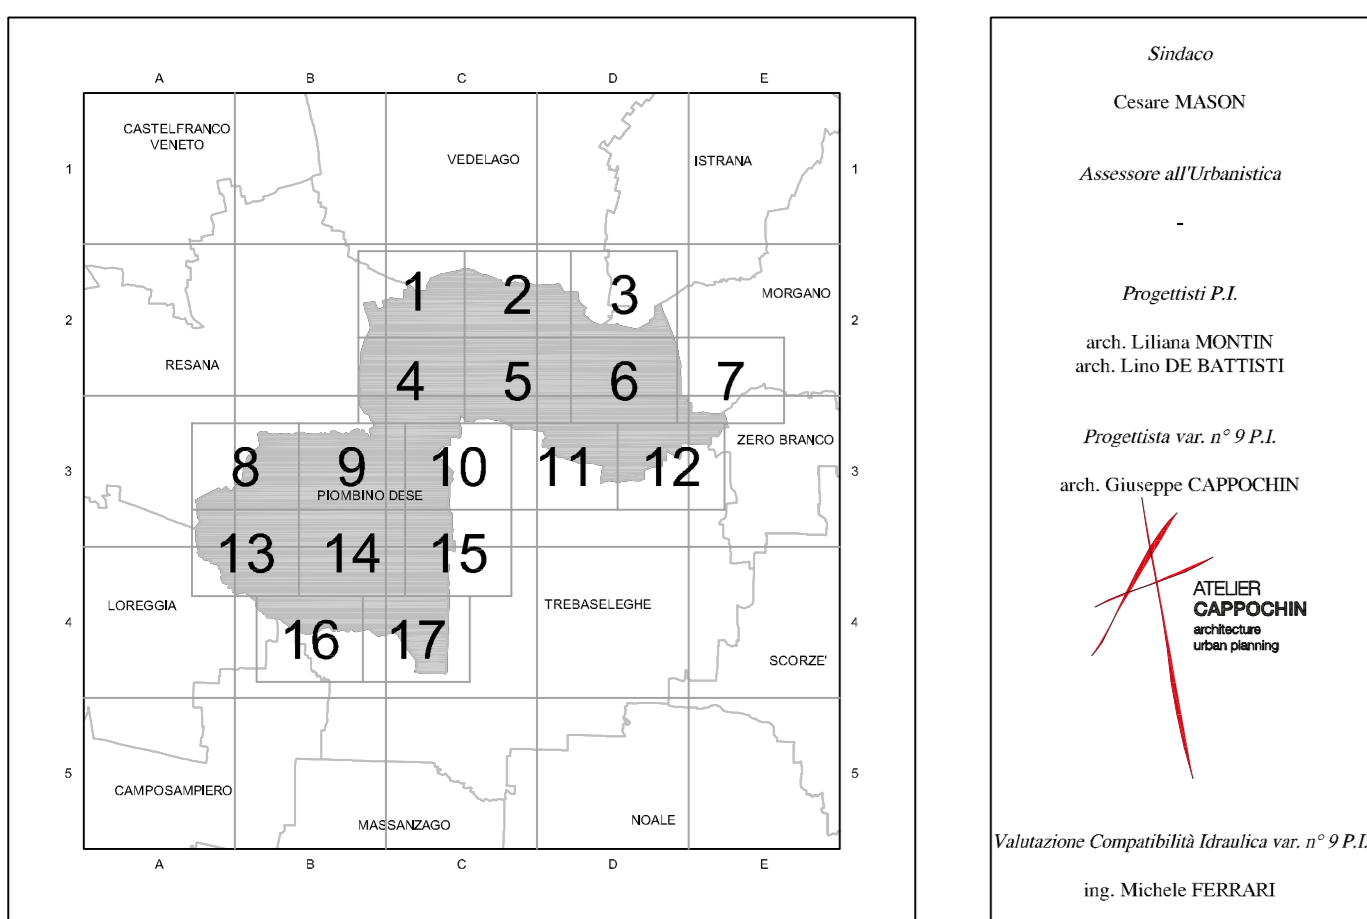 A B C D E
CASTELFRANCO
VENETO
VEDELAGO
ISTRANA
1 1
MORGANO
1 2 3
2 2
RESANA
4 5 6 7
ZERO BRANCO
8 9 10 11 12
3 3
PIOMBINO DESE
13 14 15
LOREGGIA
TREBASELEGHE
4 4
16 17
SCORZE'
5 5
CAMPOSAMPIERO
MASSANZAGO
NOALE
A B C D E
Sindaco
Cesare MASON
Assessore all'Urbanistica
-
Progettisti P.I.
arch. Liliana MONTIN
arch. Lino DE BATTISTI
Progettista var. n° 9 P.I.
arch. Giuseppe CAPPOCHIN
ATELIER
CAPPOCHIN
architecture
urban planning
Valutazione Compatibilità Idraulica var. n° 9 P.I.
ing. Michele FERRARI